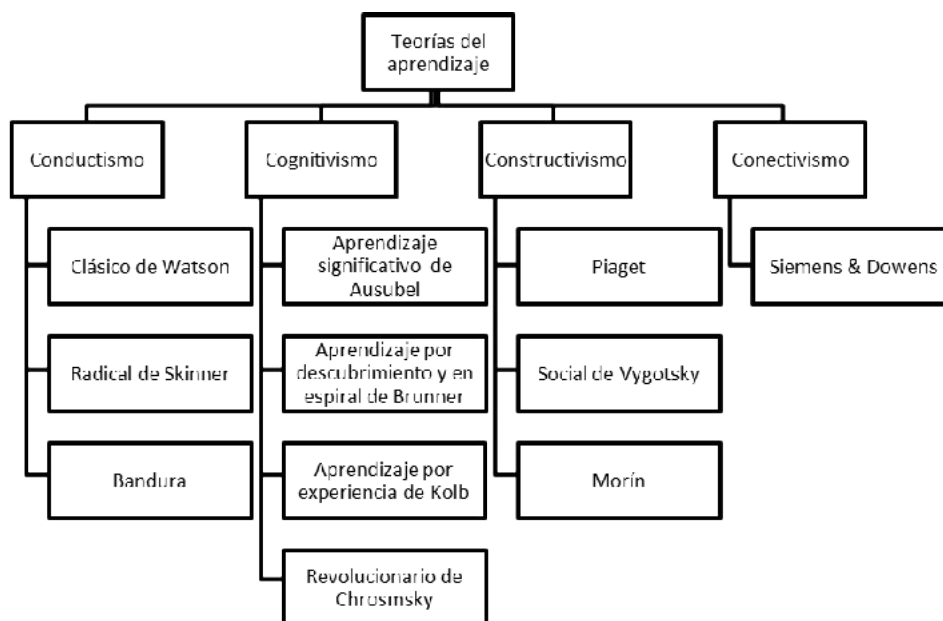 Teorías del
aprendizaje
Conductismo
Cognitivismo
Constructivismo
Conectivismo
Clásico de Watson
Aprendizaje
significativo de
Ausubel
Piaget
Siemens & Dowens
Radical de Skinner
Aprendizaje por
descubrimiento y en
espiral de Brunner
Social de Vygotsky
Bandura
Aprendizaje por
experiencia de Kolb
Morín
Revolucionario de
Chrosmsky